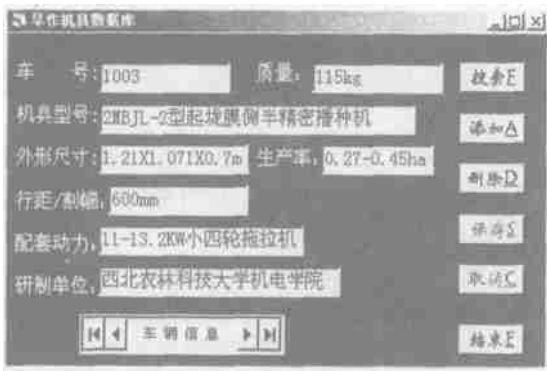 旱作机具数据库
车 号: 1003 质量: 115kg 搜索F
机具型号: 2MBJL-2型起垅膜侧半精密播种机 添加A
外形尺寸: 1.21X1.071X0.7m 生产率: 0.27-0.45ha 删除D
行距/割幅: 600mm 保存S
配套动力: 11-13.2KW小四轮拖拉机
研制单位: 西北农林科技大学机电学院 取消C
车辆信息 结束E